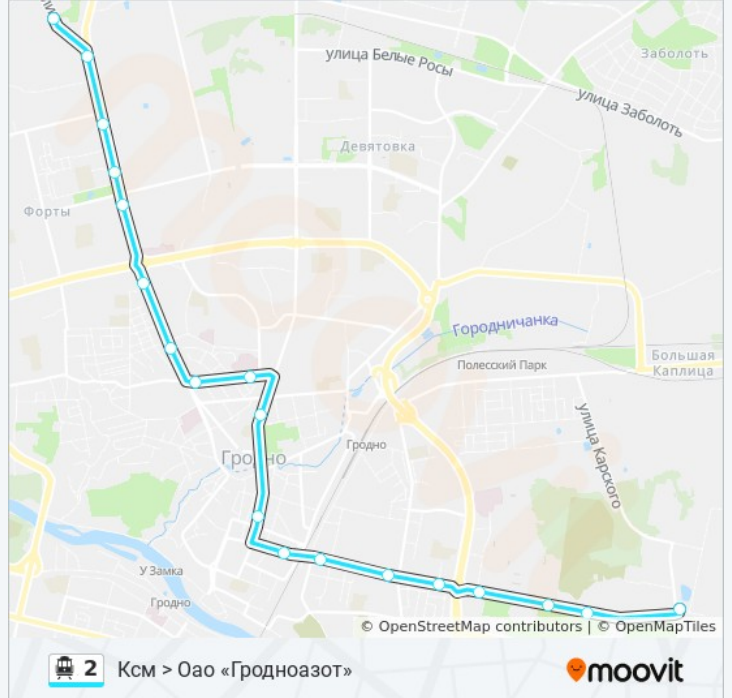 улица Белые Росы
Заболоть
улица Заболоть
Девятовка
Форты
Городничанка
Полесский Парк
Большая
Каплица
улица Карского
Гродно
Гродно
У Замка
Гродно
© OpenStreetMap contributors | © OpenMapTiles
2 Ксм > Оао «Гродноазот»
moovit